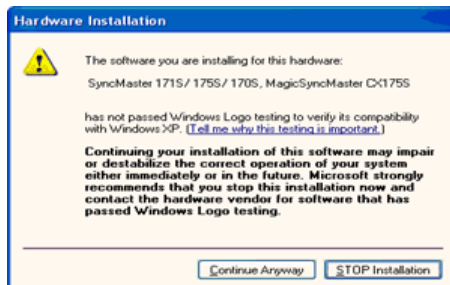 Hardware Installation
The software you are installing for this hardware:
SyncMaster 171S/ 175S/ 170S, MagicSyncMaster CX175S
has not passed Windows Logo testing to verify its compatibility
with Windows XP. (Tell me why this testing is important.)
Continuing your installation of this software may impair
or destabilize the correct operation of your system
either immediately or in the future. Microsoft strongly
recommends that you stop this installation now and
contact the hardware vendor for software that has
passed Windows Logo testing.
Continue Anyway STOP Installation